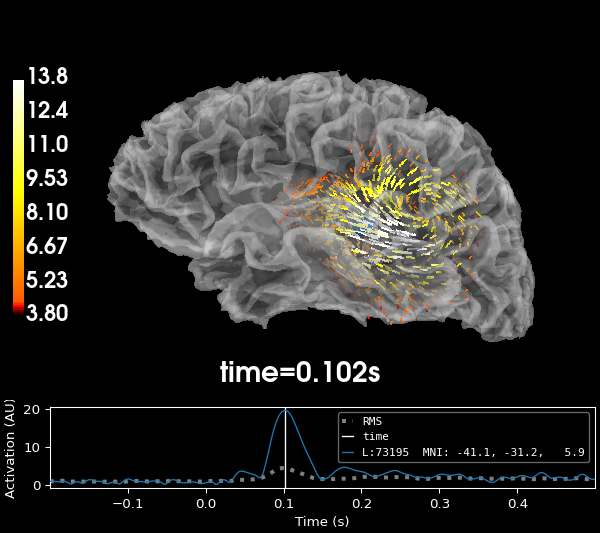 13.8
12.4
11.0
9.53
8.10
6.67
5.23
3.80
time=0.102s
Activation (AU)
20
10
0
RMS
time
L:73195 MNI: -41.1, -31.2, 5.9
−0.1
0.0
0.1
0.2
0.3
0.4
Time (s)